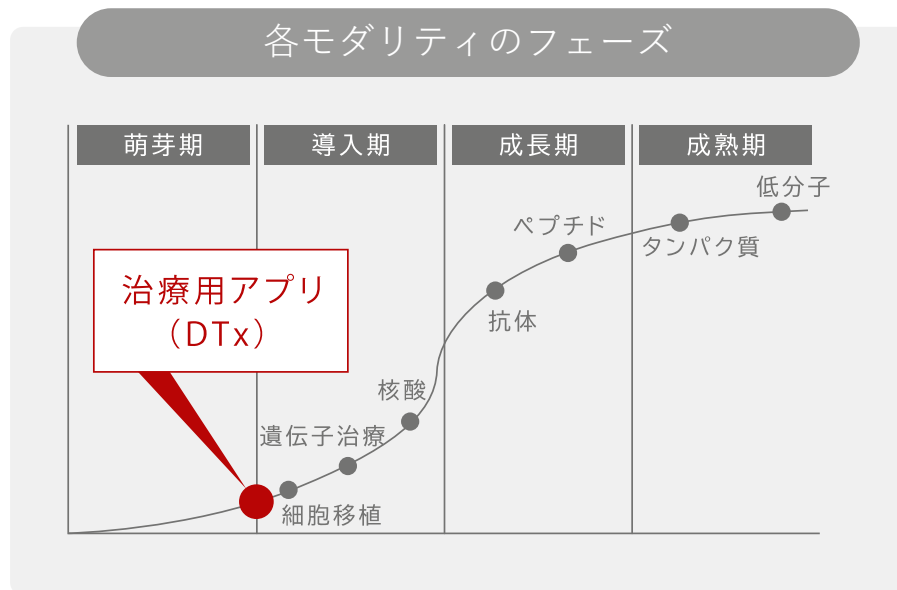 各モダリティのフェーズ
萌芽期
導入期
成長期
成熟期
低分子
ペプチド
タンパク質
治療用アプリ
（DTx）
抗体
核酸
遺伝子治療
細胞移植